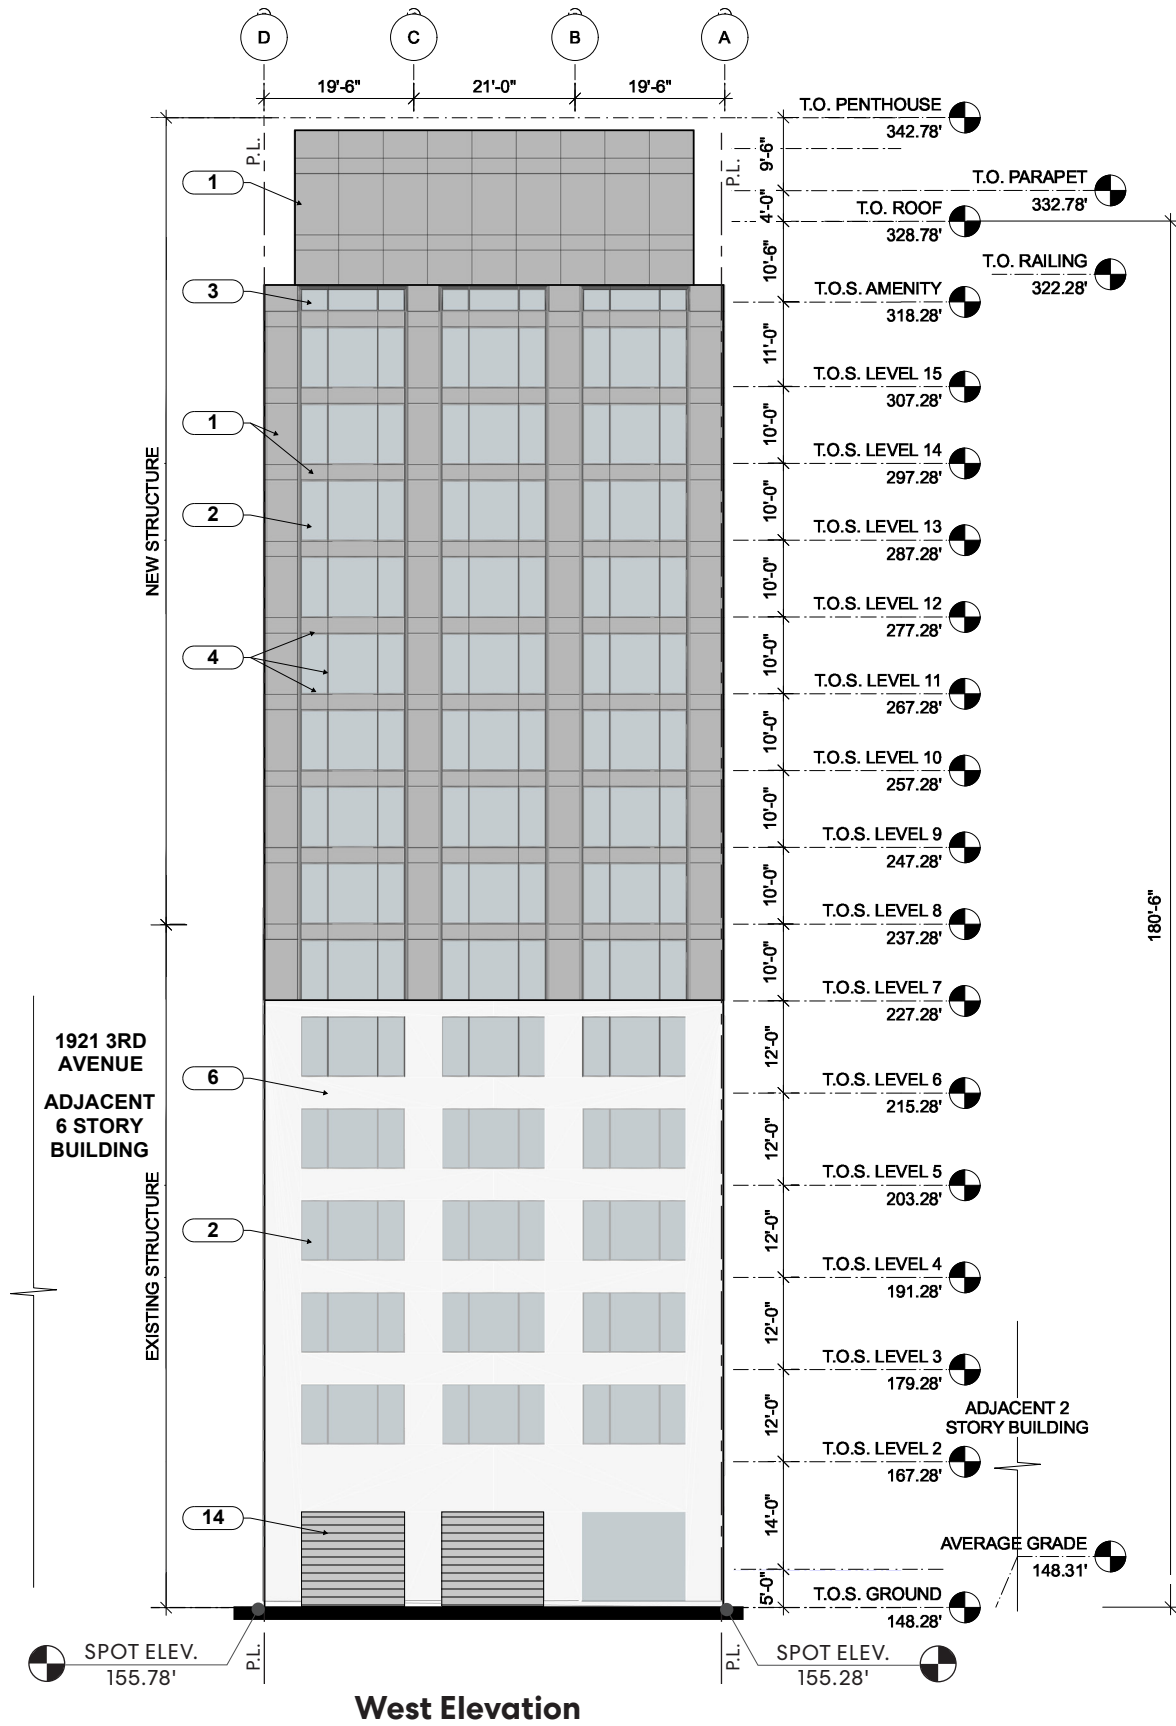 D
C
B
A
19'-6"
21'-0"
19'-6"
T.O. PENTHOUSE
342.78'
P.L.
P.L.
9'-6"
1
T.O. PARAPET
332.78'
4'-0"
T.O. ROOF
328.78'
10'-6"
T.O. RAILING
322.28'
3
T.O.S. AMENITY
318.28'
11'-0"
T.O.S. LEVEL 15
307.28'
1
10'-0"
T.O.S. LEVEL 14
297.28'
NEW STRUCTURE
2
10'-0"
T.O.S. LEVEL 13
287.28'
10'-0"
T.O.S. LEVEL 12
277.28'
4
10'-0"
T.O.S. LEVEL 11
267.28'
10'-0"
T.O.S. LEVEL 10
257.28'
10'-0"
T.O.S. LEVEL 9
247.28'
10'-0"
T.O.S. LEVEL 8
237.28'
180'-6"
10'-0"
T.O.S. LEVEL 7
227.28'
1921 3RD
AVENUE
ADJACENT
6 STORY
BUILDING
12'-0"
6
T.O.S. LEVEL 6
215.28'
12'-0"
T.O.S. LEVEL 5
203.28'
EXISTING STRUCTURE
2
12'-0"
T.O.S. LEVEL 4
191.28'
12'-0"
T.O.S. LEVEL 3
179.28'
12'-0"
ADJACENT 2
STORY BUILDING
T.O.S. LEVEL 2
167.28'
14
14'-0"
AVERAGE GRADE
148.31'
5'-0"
T.O.S. GROUND
148.28'
SPOT ELEV.
155.78'
P.L.
P.L.
SPOT ELEV.
155.28'
West Elevation